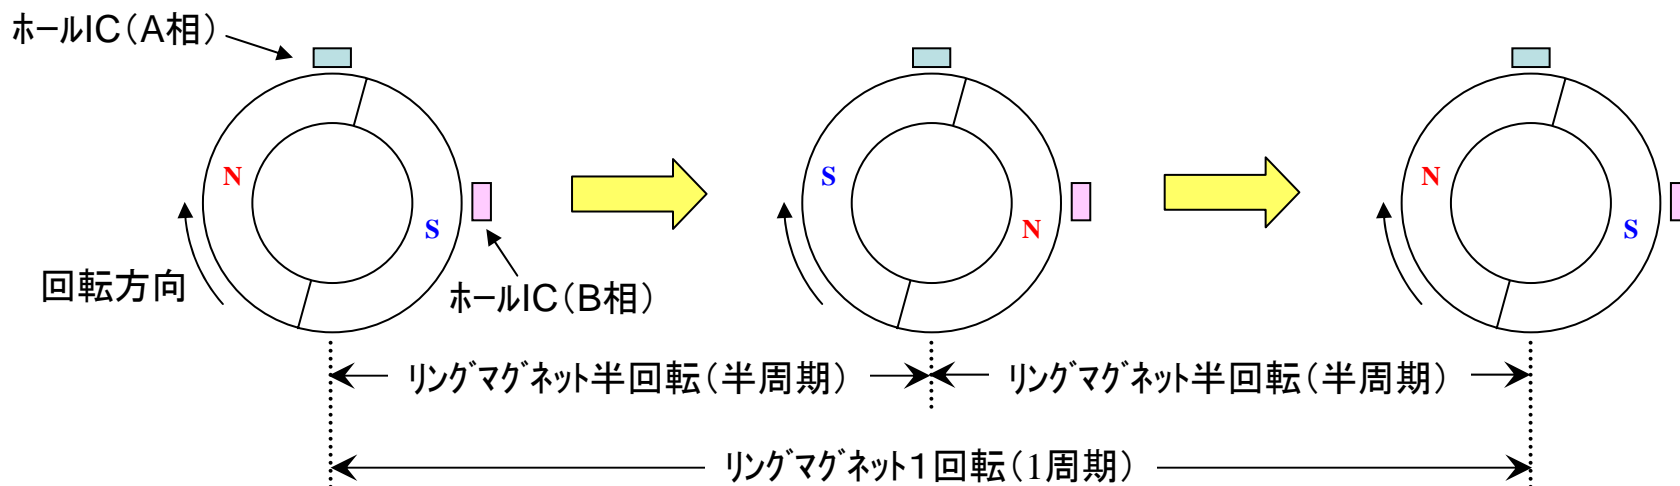 ﾎｰﾙIC（A相）
N
S
S
N
N
S
回転方向
ﾎｰﾙIC（B相）
ﾘﾝｸﾞﾏｸﾞﾈｯﾄ半回転（半周期）
ﾘﾝｸﾞﾏｸﾞﾈｯﾄ半回転（半周期）
ﾘﾝｸﾞﾏｸﾞﾈｯﾄ１回転（1周期）